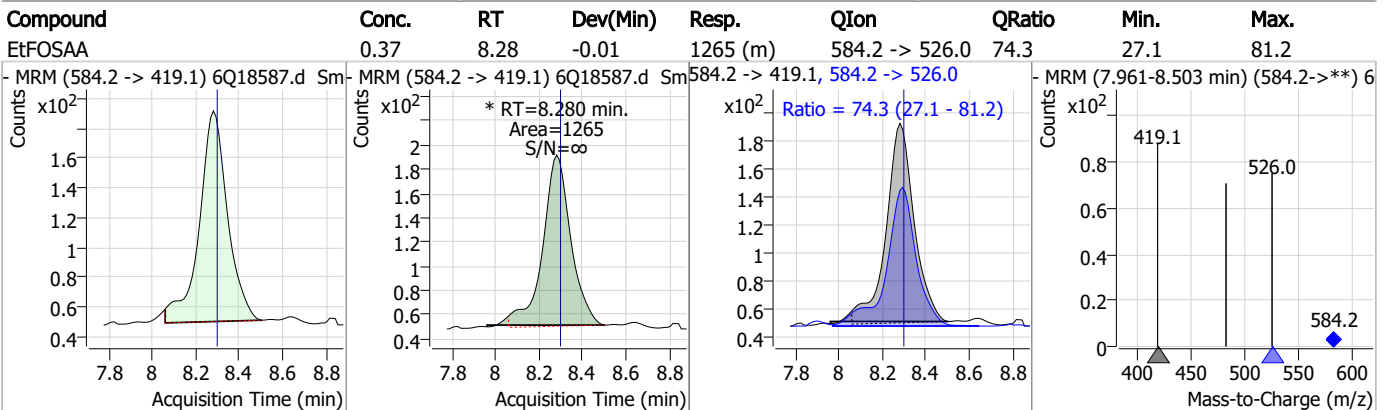 Compound Conc. RT Dev(Min) Resp. QIon QRatio Min. Max.
EtFOSAA 0.37 8.28 -0.01 1265 (m) 584.2 -> 526.0 74.3 27.1 81.2
- MRM (584.2 -> 419.1) 6Q18587.d Sm
Counts
x10²
1.6
1.4
1.2
1
0.8
0.6
0.4
7.8 8 8.2 8.4 8.6 8.8
Acquisition Time (min)
- MRM (584.2 -> 419.1) 6Q18587.d Sm
Counts
x10²
* RT=8.280 min.
Area=1265
S/N=∞
2
1.8
1.6
1.4
1.2
1
0.8
0.6
0.4
7.8 8 8.2 8.4 8.6 8.8
Acquisition Time (min)
584.2 -> 419.1, 584.2 -> 526.0
x10²
Ratio = 74.3 (27.1 - 81.2)
1.8
1.6
1.4
1.2
1
0.8
0.6
0.4
7.8 8 8.2 8.4 8.6 8.8
Acquisition Time (min)
- MRM (7.961-8.503 min) (584.2->**) 6
Counts
x10²
419.1
526.0
584.2
0.8
0.6
0.4
0.2
0
400 450 500 550 600
Mass-to-Charge (m/z)